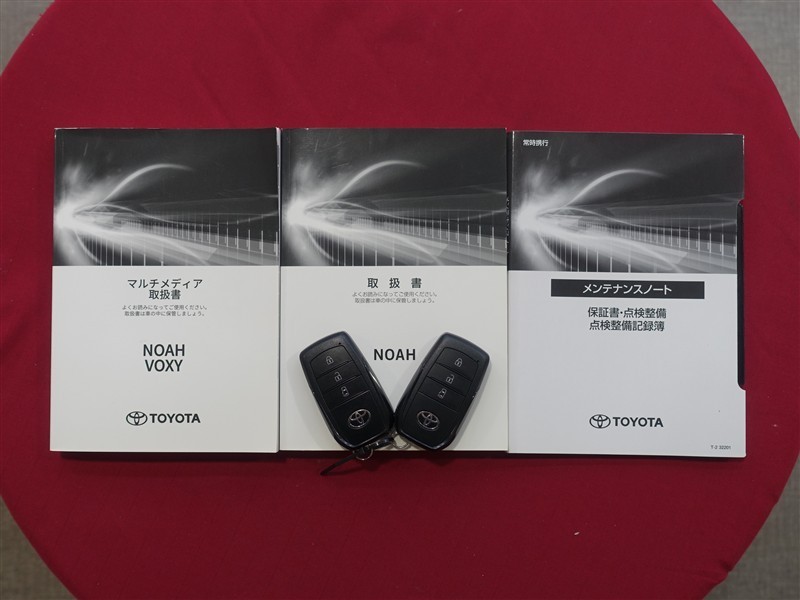 マルチメディア
取扱書
よくお読みになってご使用ください。
取扱書は車の中に保管しましょう。
NOAH
VOXY
TOYOTA
取扱書
よくお読みになってご使用ください。
取扱書は車の中に保管しましょう。
NOAH
常時携行
メンテナンスノート
保証書・点検整備
点検整備記録簿
TOYOTA